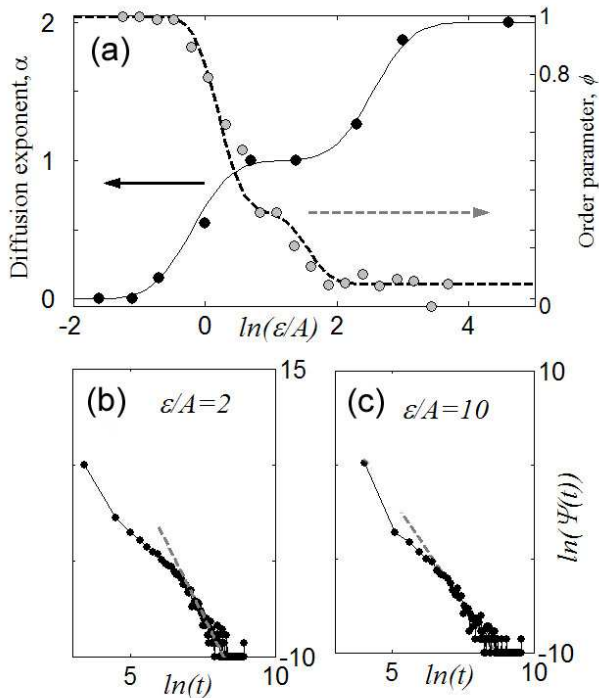 (a)
Diffusion exponent, α
2
1
0
-2
0
2
4
ln(ε/A)
1
0.8
0
Order parameter, ϕ
(b)
ε/A=2
15
-10
5
10
ln(t)
(c)
ε/A=10
10
-10
5
10
ln(t)
ln(Ψ(t))